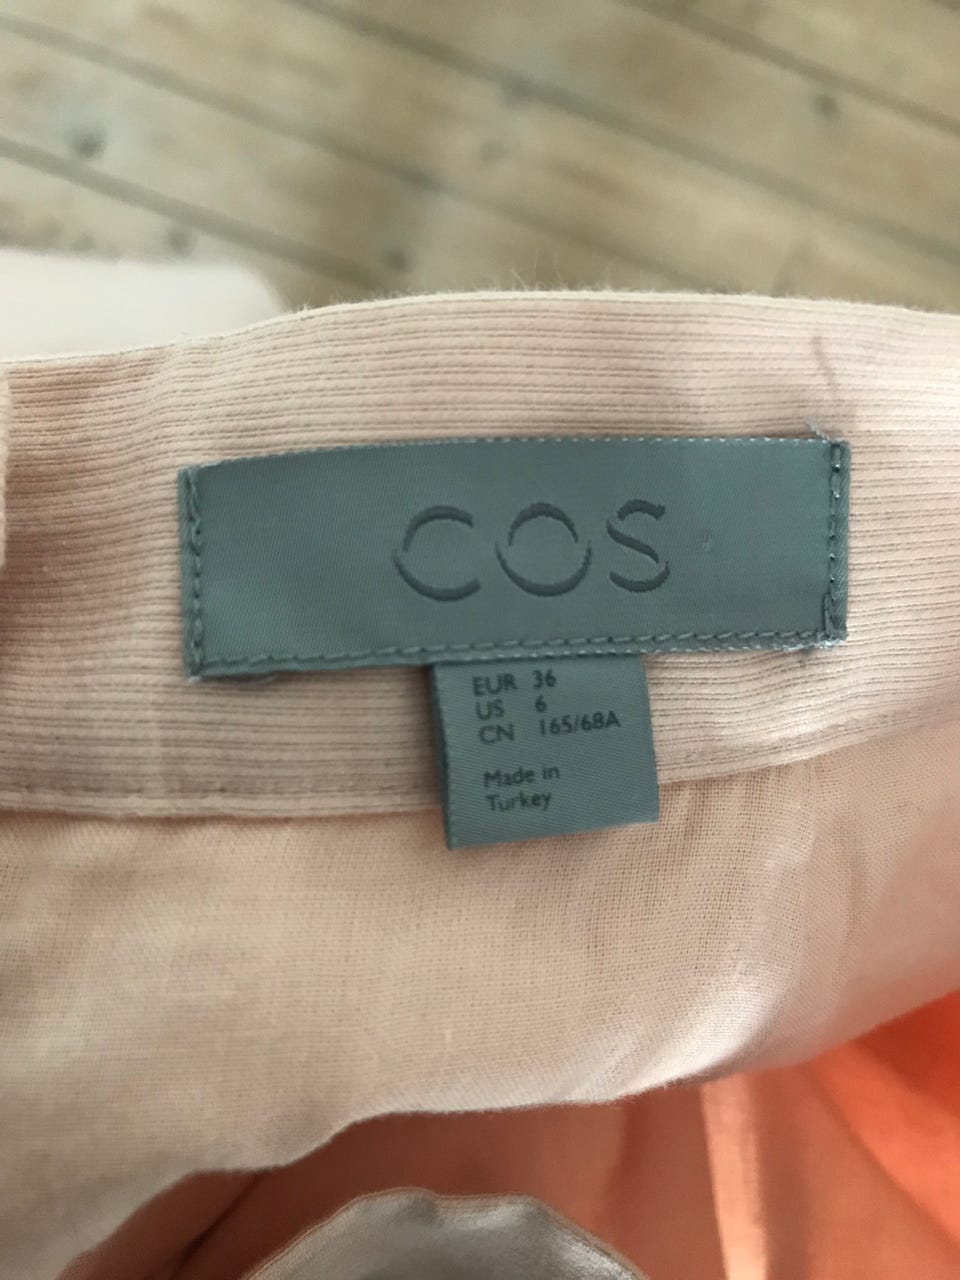 COS
EUR 36
US 6
CN 165/68A
Made in
Turkey